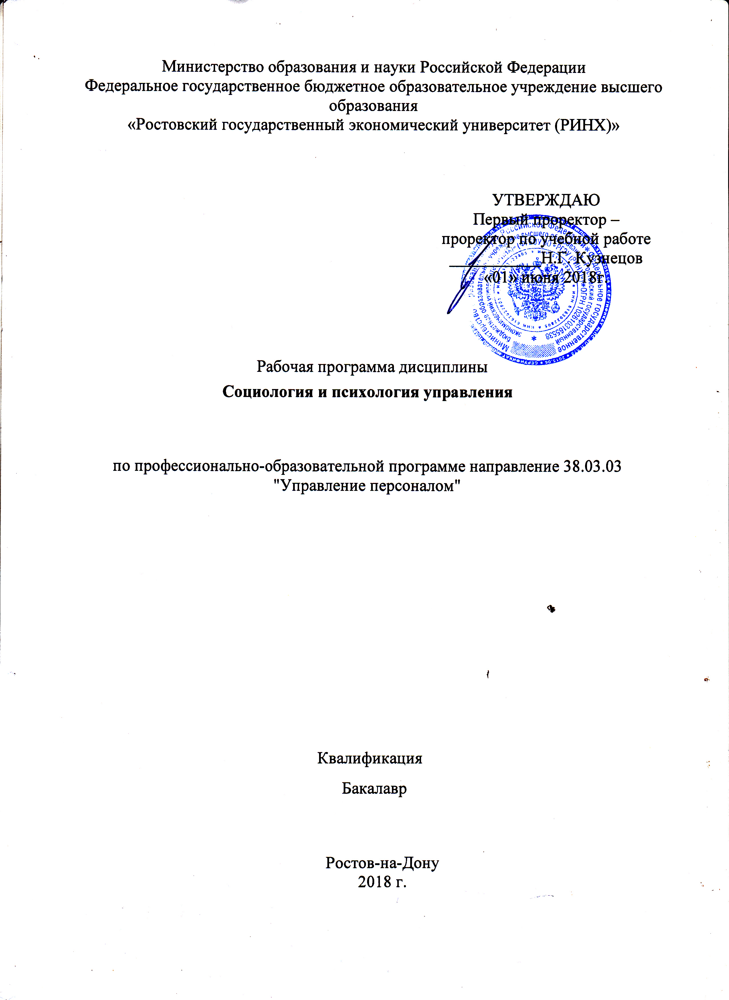 Министерство образования и науки Российской Федерации
Федеральное государственное бюджетное образовательное учреждение высшего
образования
«Ростовский государственный экономический университет (РИНХ)»
УТВЕРЖДАЮ
Первый проректор –
проректор по учебной работе
Н.Г. Кузнецов
«01» июня 2018г.
Рабочая программа дисциплины
Социология и психология управления
по профессионально-образовательной программе направление 38.03.03
"Управление персоналом"
Квалификация
Бакалавр
Ростов-на-Дону
2018 г.